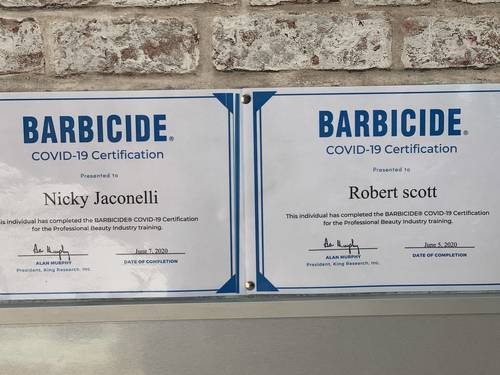 BARBICIDE®
COVID-19 Certification
Presented to
Nicky Jaconelli
his individual has completed the BARBICIDE® COVID-19 Certification
for the Professional Beauty Industry training.
June 7, 2020
ALAN MURPHY
DATE OF COMPLETION
President, King Research, Inc.
BARBICIDE®
COVID-19 Certification
Presented to
Robert scott
This individual has completed the BARBICIDE® COVID-19 Certification
for the Professional Beauty Industry training.
June 5, 2020
ALAN MURPHY
DATE OF COMPLETION
President, King Research, Inc.